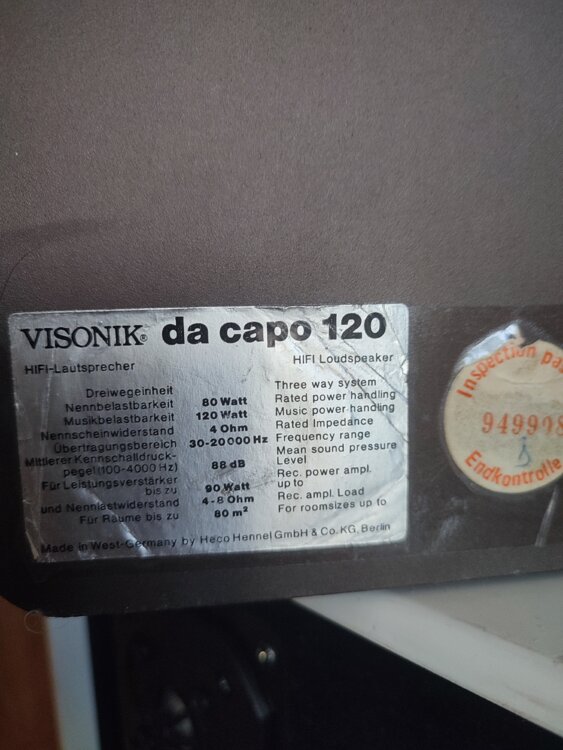 VISONIK® da capo 120
HIFI-Lautsprecher
HIFI Loudspeaker
Dreiwegeinheit
Three way system
Nennbelastbarkeit 80 Watt Rated power handling
Musikbelastbarkeit 120 Watt Music power handling
Nennscheinwiderstand 4 Ohm Rated Impedance
Übertragungsbereich 30-20000 Hz Frequency range
Mittlerer Kennschalldruck-
pegel (100-4000 Hz) 88 dB Mean sound pressure
Level
Für Leistungsverstärker
bis zu 90 Watt Rec. power ampl.
up to
und Nennlastwiderstand 4-8 Ohm Rec. ampl. Load
Für Räume bis zu 80 m² For roomsizes up to
Made in West-Germany by Heco Hennel GmbH & Co. KG, Berlin
Inspection
Endkontrolle